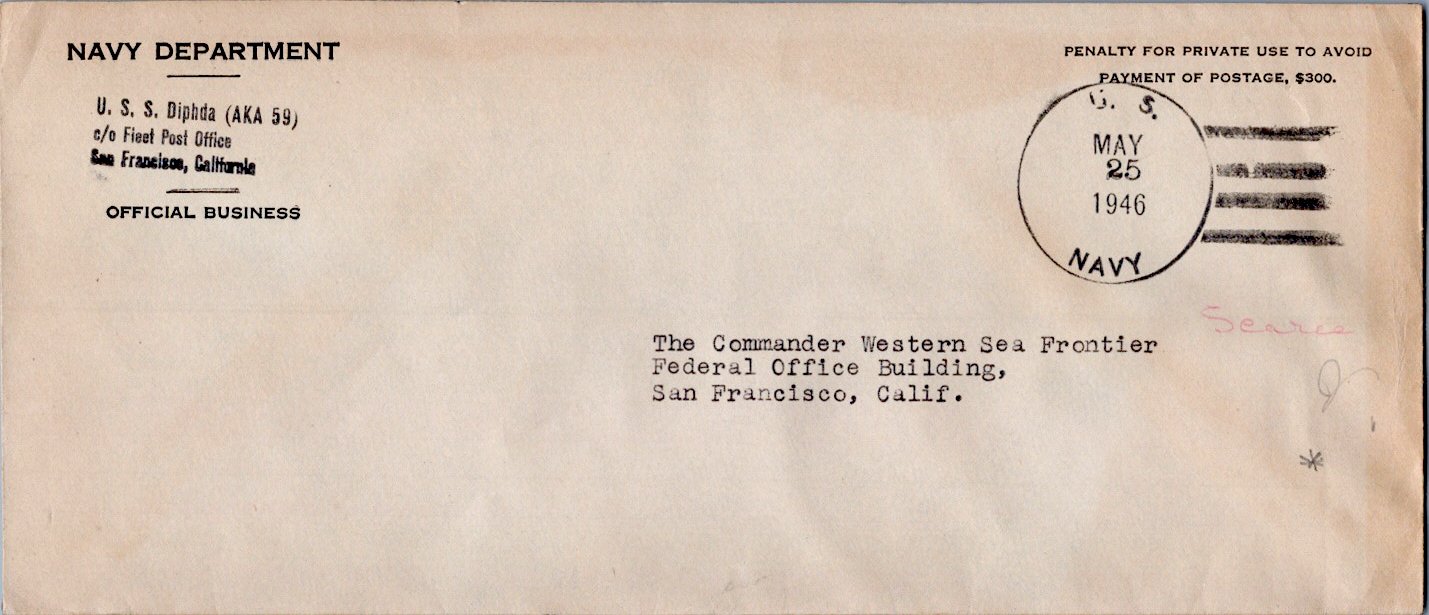 NAVY DEPARTMENT
U. S. S. Diphda (AKA 59)
c/o Fleet Post Office
San Francisco, California
OFFICIAL BUSINESS
PENALTY FOR PRIVATE USE TO AVOID
PAYMENT OF POSTAGE, $300.
U. S.
MAY
25
1946
NAVY
Scarce
The Commander Western Sea Frontier
Federal Office Building,
San Francisco, Calif.